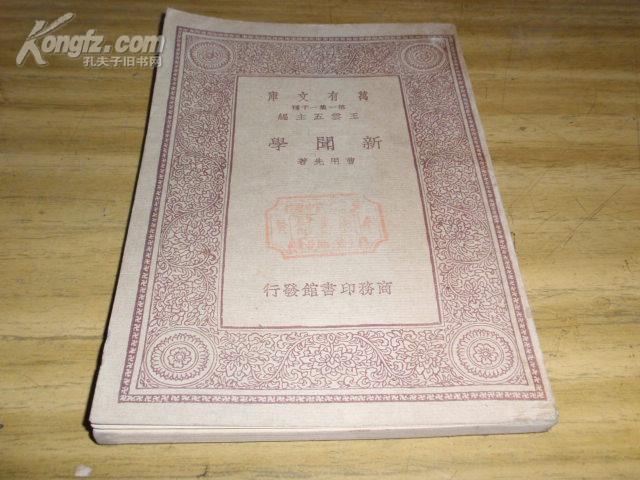 Kongfz.com
孔夫子旧书网
萬有文庫
第一集一千種
王雲五主編
新聞學
曹用先著
商務印書館發行